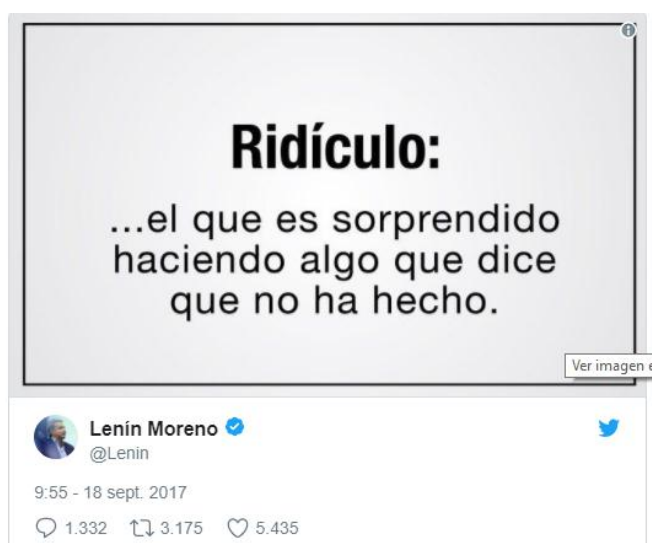 Ridículo:
...el que es sorprendido
haciendo algo que dice
que no ha hecho.
Ver imagen e
Lenín Moreno
@Lenin
9:55 - 18 sept. 2017
1.332 3.175 5.435